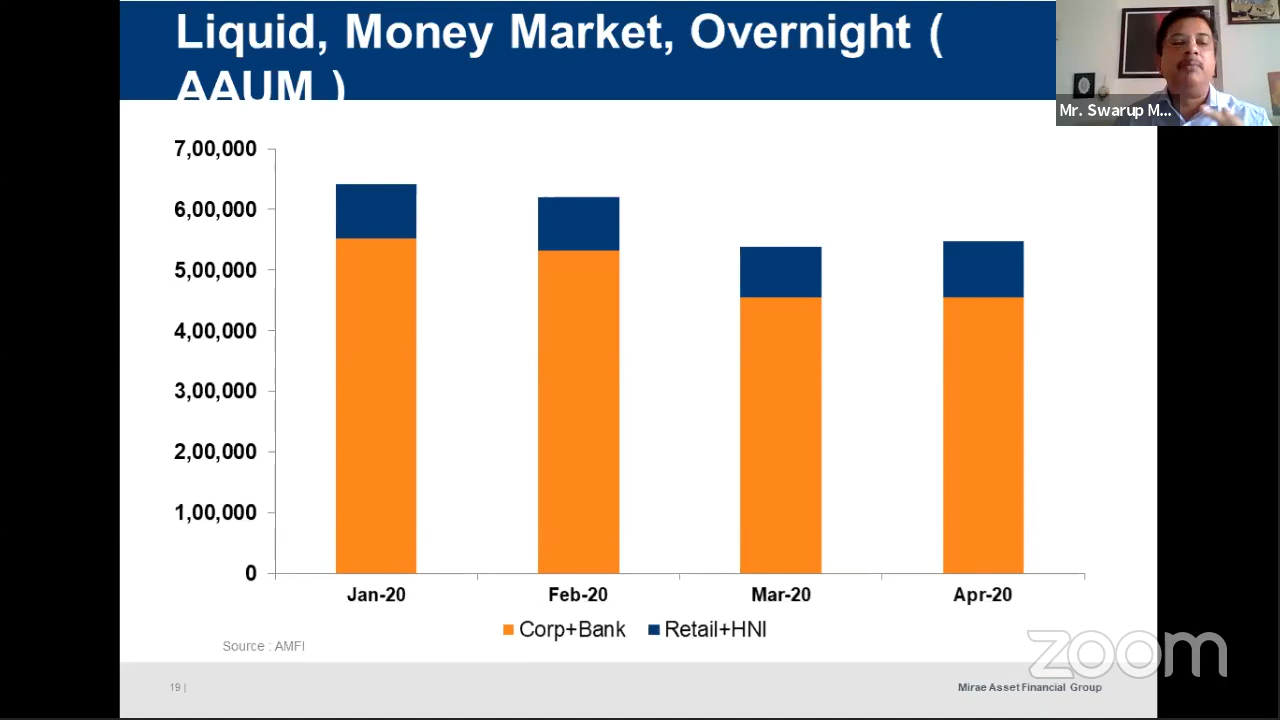 Liquid, Money Market, Overnight (
AAUM )
Mr. Swarup M...
7,00,000
6,00,000
5,00,000
4,00,000
3,00,000
2,00,000
1,00,000
0
Jan-20 Feb-20 Mar-20 Apr-20
Corp+Bank Retail+HNI
Source : AMFI
zoom
19 |
Mirae Asset Financial Group